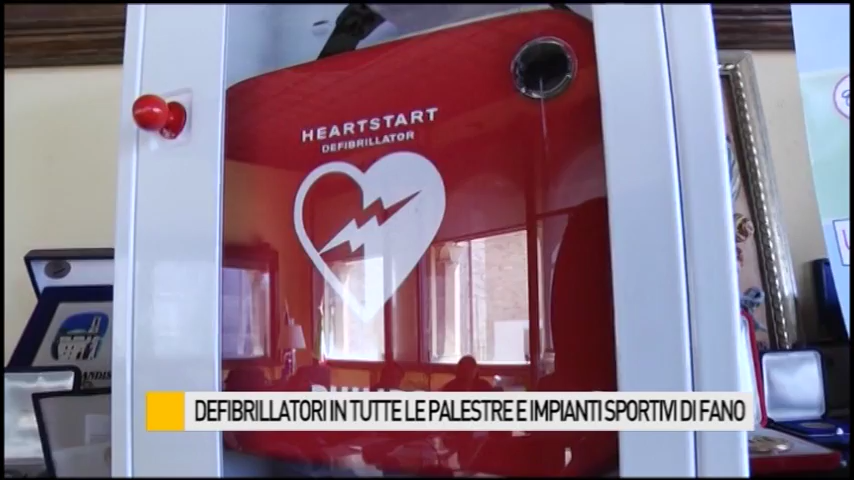 HEARTSTART
DEFIBRILLATOR
DEFIBRILLATORI IN TUTTE LE PALESTRE E IMPIANTI SPORTIVI DI FANO